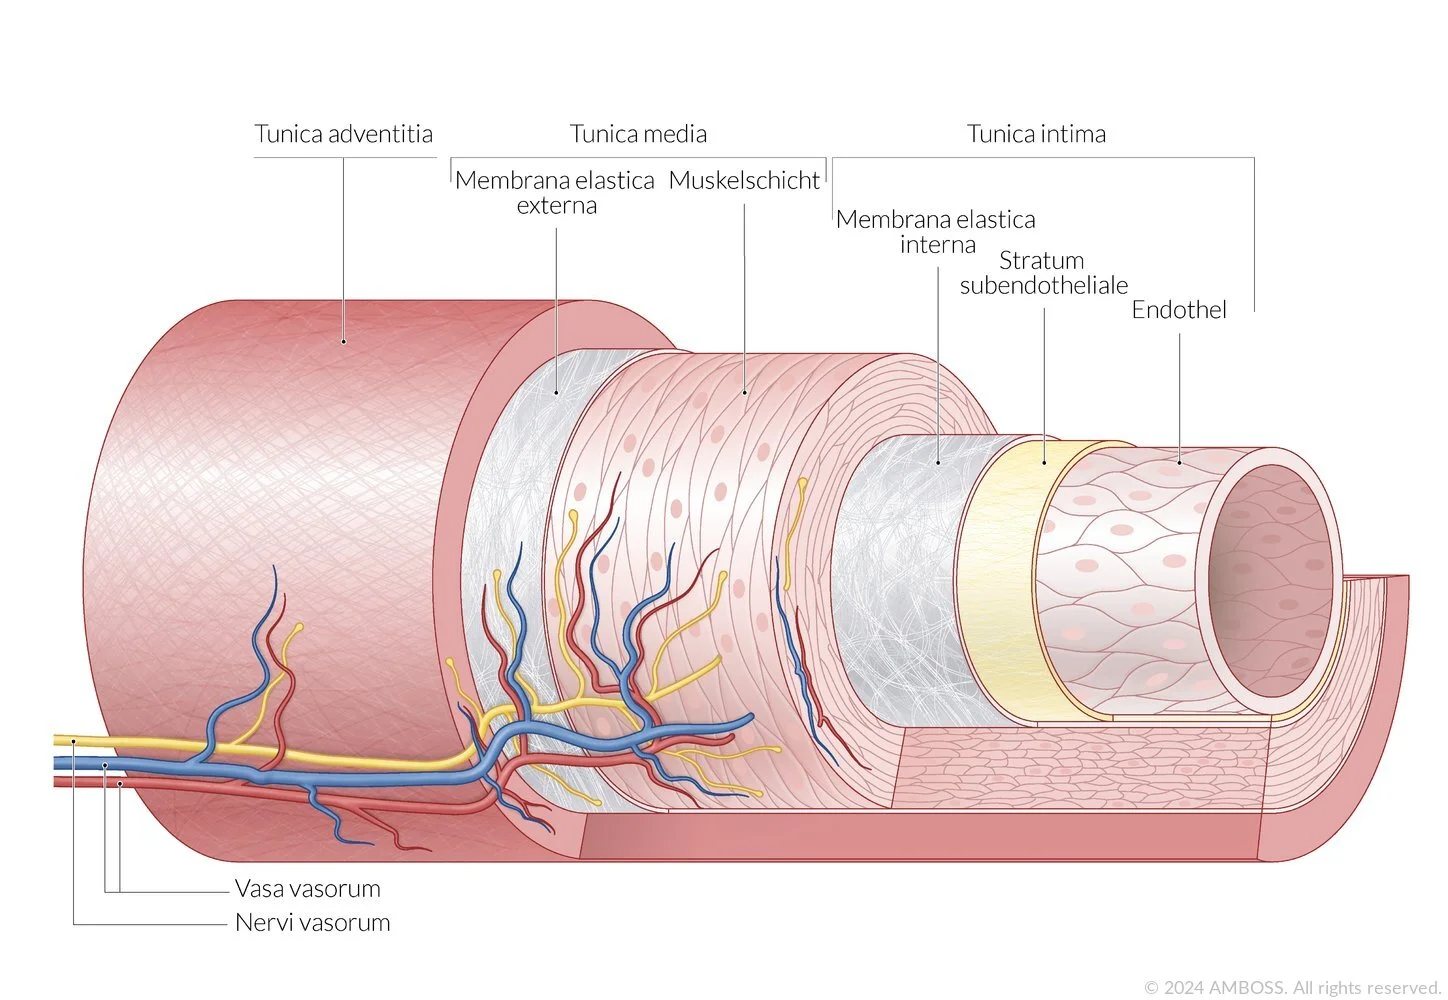 Tunica adventitia
Tunica media
Tunica intima
Membrana elastica
externa
Muskelschicht
Membrana elastica
interna
Stratum
subendotheliale
Endothel
Vasa vasorum
Nervi vasorum
© 2024 AMBOSS. All rights reserved.